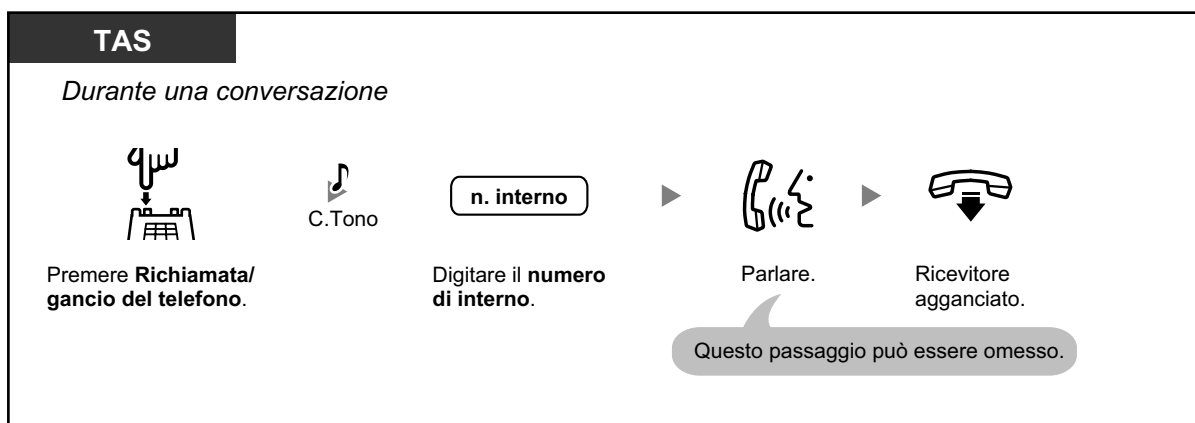 TAS
Durante una conversazione
C.Tono
n. interno
Premere Richiamata/
gancio del telefono.
Digitare il numero
di interno.
Parlare.
Ricevitore
agganciato.
Questo passaggio può essere omesso.